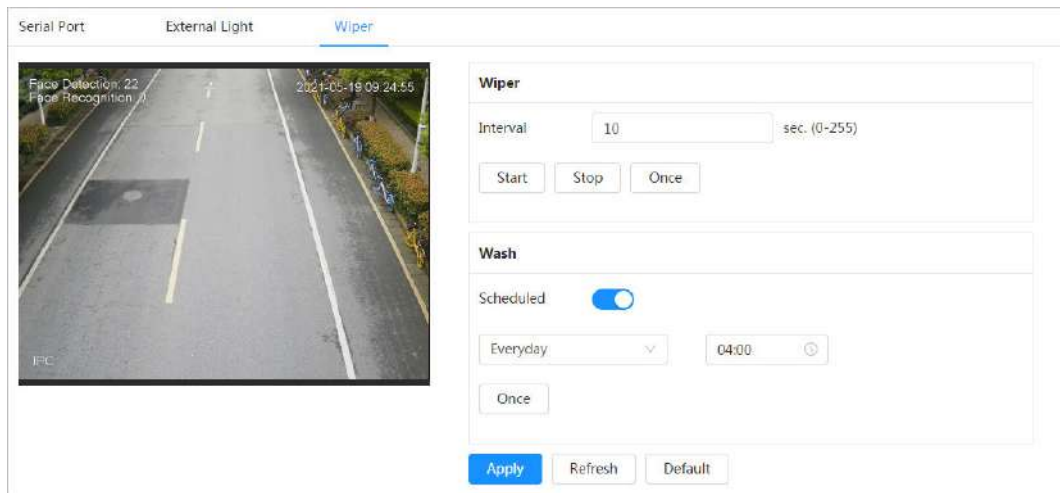 Serial Port External Light Wiper
Face Detection: 22
Face Recognition: 0
2021-05-19 09:24:55
IPC
Wiper
Interval 10 sec. (0-255)
Start Stop Once
Wash
Scheduled
Everyday 04:00
Once
Apply Refresh Default